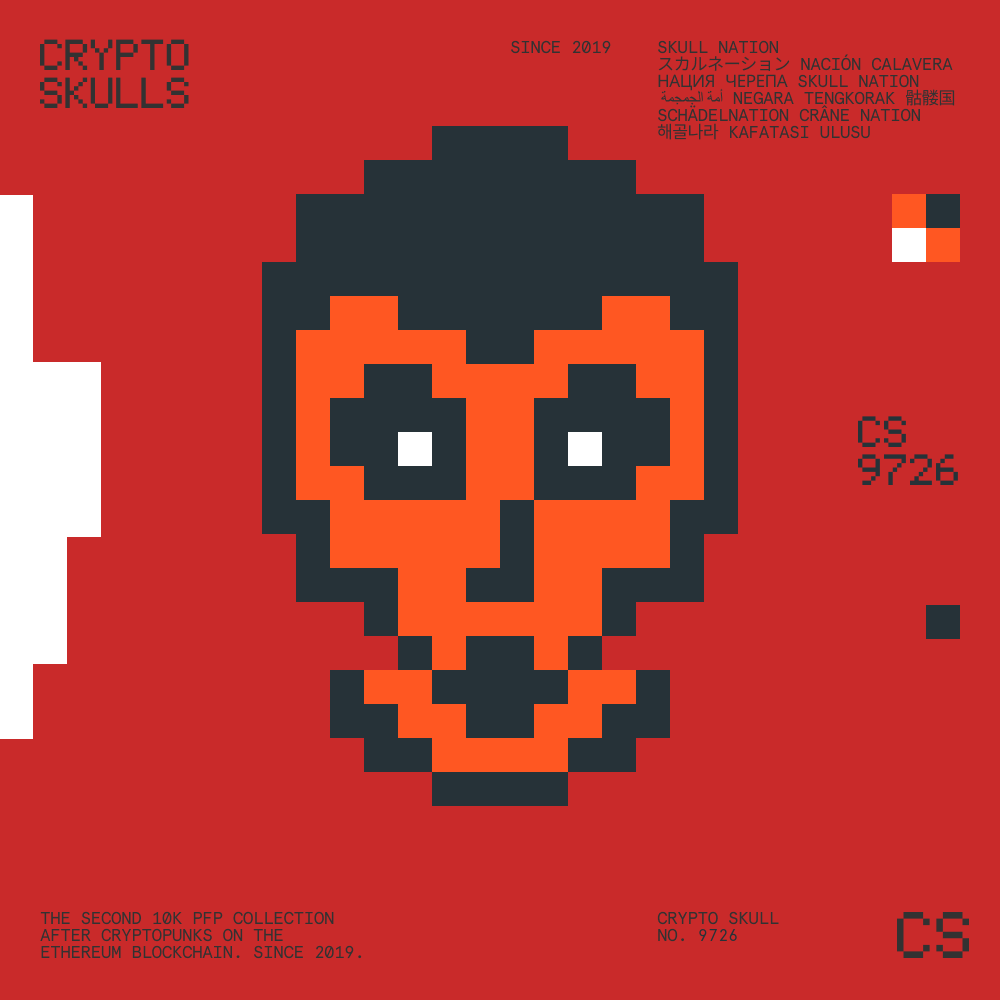 CRYPTO
SKULLS
SINCE 2019
SKULL NATION
スカルネーション NACIÓN CALAVERA
НАЦИЯ ЧЕРЕПА SKULL NATION
أمة الجمجمة NEGARA TENGKORAK 骷髅国
SCHÄDELNATION CRÂNE NATION
해골나라 KAFATASI ULUSU
CS
9726
THE SECOND 10K PFP COLLECTION
AFTER CRYPTOPUNKS ON THE
ETHEREUM BLOCKCHAIN. SINCE 2019.
CRYPTO SKULL
NO. 9726
CS